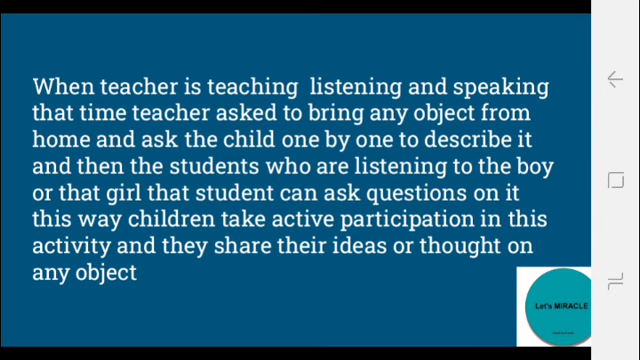 When teacher is teaching listening and speaking
that time teacher asked to bring any object from
home and ask the child one by one to describe it
and then the students who are listening to the boy
or that girl that student can ask questions on it
this way children take active participation in this
activity and they share their ideas or thought on
any object
Let's MIRACLE